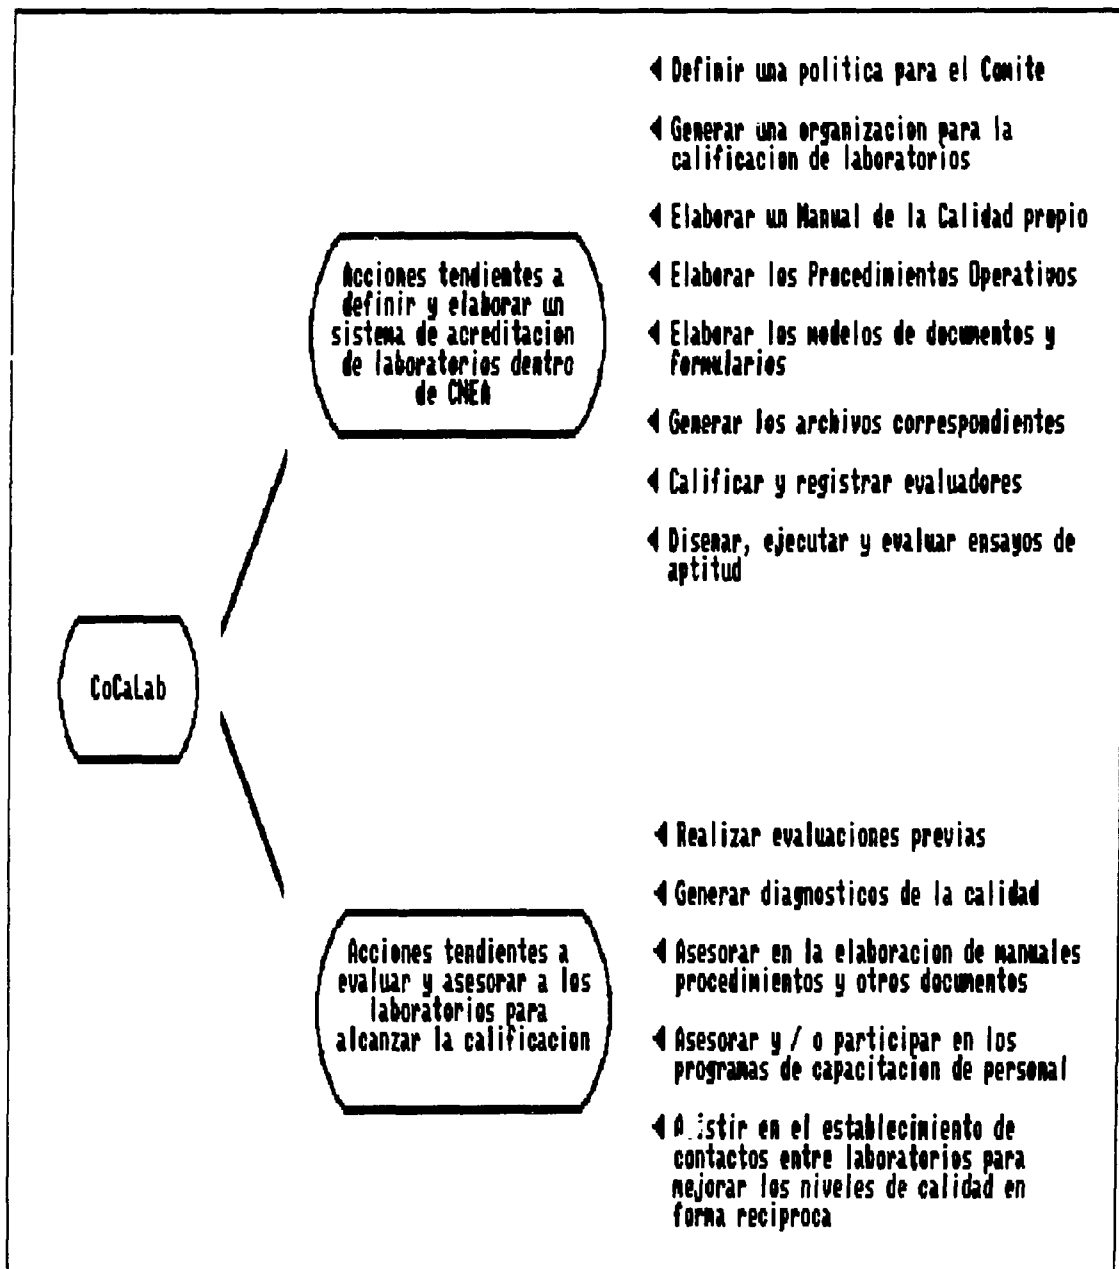 Definir una politica para el Comite
Generar una organizacion para la
calificacion de laboratorios
Elaborar un Manual de la Calidad propio
Elaborar los Procedimientos Operativos
Elaborar los modelos de documentos y
formularios
Generar los archivos correspondientes
Calificar y registrar evaluadores
Disenar, ejecutar y evaluar ensayos de
aptitud
Acciones tendientes a
definir y elaborar un
sistema de acreditacion
de laboratorios dentro
de CNEA
CoCaLab
Acciones tendientes a
evaluar y asesorar a los
laboratorios para
alcanzar la calificacion
Realizar evaluaciones previas
Generar diagnosticos de la calidad
Asesorar en la elaboracion de manuales
procedimientos y otros documentos
Asesorar y / o participar en los
programas de capacitacion de personal
en el establecimiento de
contactos entre laboratorios para
mejorar los niveles de calidad en
forma reciproca